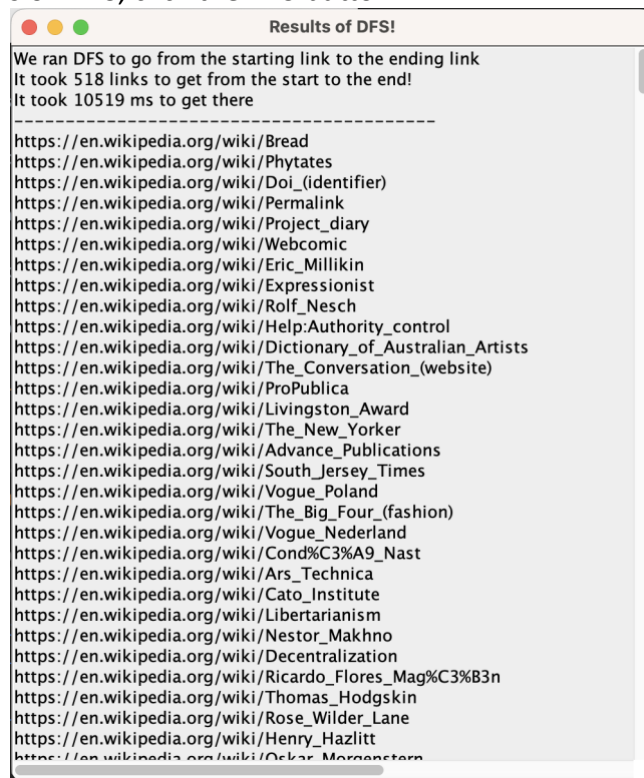 Results of DFS!
We ran DFS to go from the starting link to the ending link
It took 518 links to get from the start to the end!
It took 10519 ms to get there
-----------------------------------------
https://en.wikipedia.org/wiki/Bread
https://en.wikipedia.org/wiki/Phytates
https://en.wikipedia.org/wiki/Doi_(identifier)
https://en.wikipedia.org/wiki/Permalink
https://en.wikipedia.org/wiki/Project_diary
https://en.wikipedia.org/wiki/Webcomic
https://en.wikipedia.org/wiki/Eric_Millikin
https://en.wikipedia.org/wiki/Expressionist
https://en.wikipedia.org/wiki/Rolf_Nesch
https://en.wikipedia.org/wiki/Help:Authority_control
https://en.wikipedia.org/wiki/Dictionary_of_Australian_Artists
https://en.wikipedia.org/wiki/The_Conversation_(website)
https://en.wikipedia.org/wiki/ProPublica
https://en.wikipedia.org/wiki/Livingston_Award
https://en.wikipedia.org/wiki/The_New_Yorker
https://en.wikipedia.org/wiki/Advance_Publications
https://en.wikipedia.org/wiki/South_Jersey_Times
https://en.wikipedia.org/wiki/Vogue_Poland
https://en.wikipedia.org/wiki/The_Big_Four_(fashion)
https://en.wikipedia.org/wiki/Vogue_Nederland
https://en.wikipedia.org/wiki/Cond%C3%A9_Nast
https://en.wikipedia.org/wiki/Ars_Technica
https://en.wikipedia.org/wiki/Cato_Institute
https://en.wikipedia.org/wiki/Libertarianism
https://en.wikipedia.org/wiki/Nestor_Makhno
https://en.wikipedia.org/wiki/Decentralization
https://en.wikipedia.org/wiki/Ricardo_Flores_Mag%C3%B3n
https://en.wikipedia.org/wiki/Thomas_Hodgskin
https://en.wikipedia.org/wiki/Rose_Wilder_Lane
https://en.wikipedia.org/wiki/Henry_Hazlitt
https://en.wikipedia.org/wiki/Oskar_Morgenstern